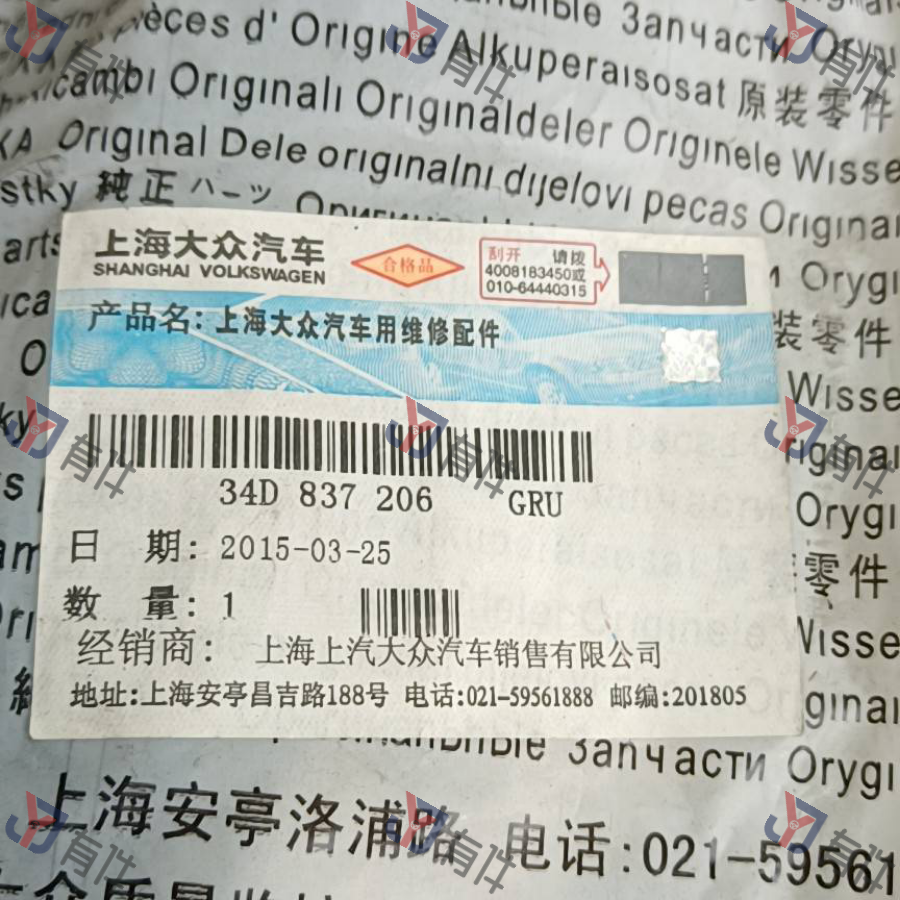 pièces d' Origine Alkuperaisosat 原装零件
Ricambi Originali Originaldeler Originele Wisse
KA Original Dele originalni dijelovi pecas Original
stky 純正パーツ
上海大众汽车
SHANGHAI VOLKSWAGEN
合格品
刮开 请拨
4008183450或
010-64440315
产品名: 上海大众汽车用维修配件
34D 837 206 GRU
日 期: 2015-03-25
数 量: 1
经销商: 上海上汽大众汽车销售有限公司
地址:上海安亭昌吉路188号 电话:021-59561888 邮编:201805
Запчасти Orygi
上海安亭洛浦路 电话:021-59561
有件